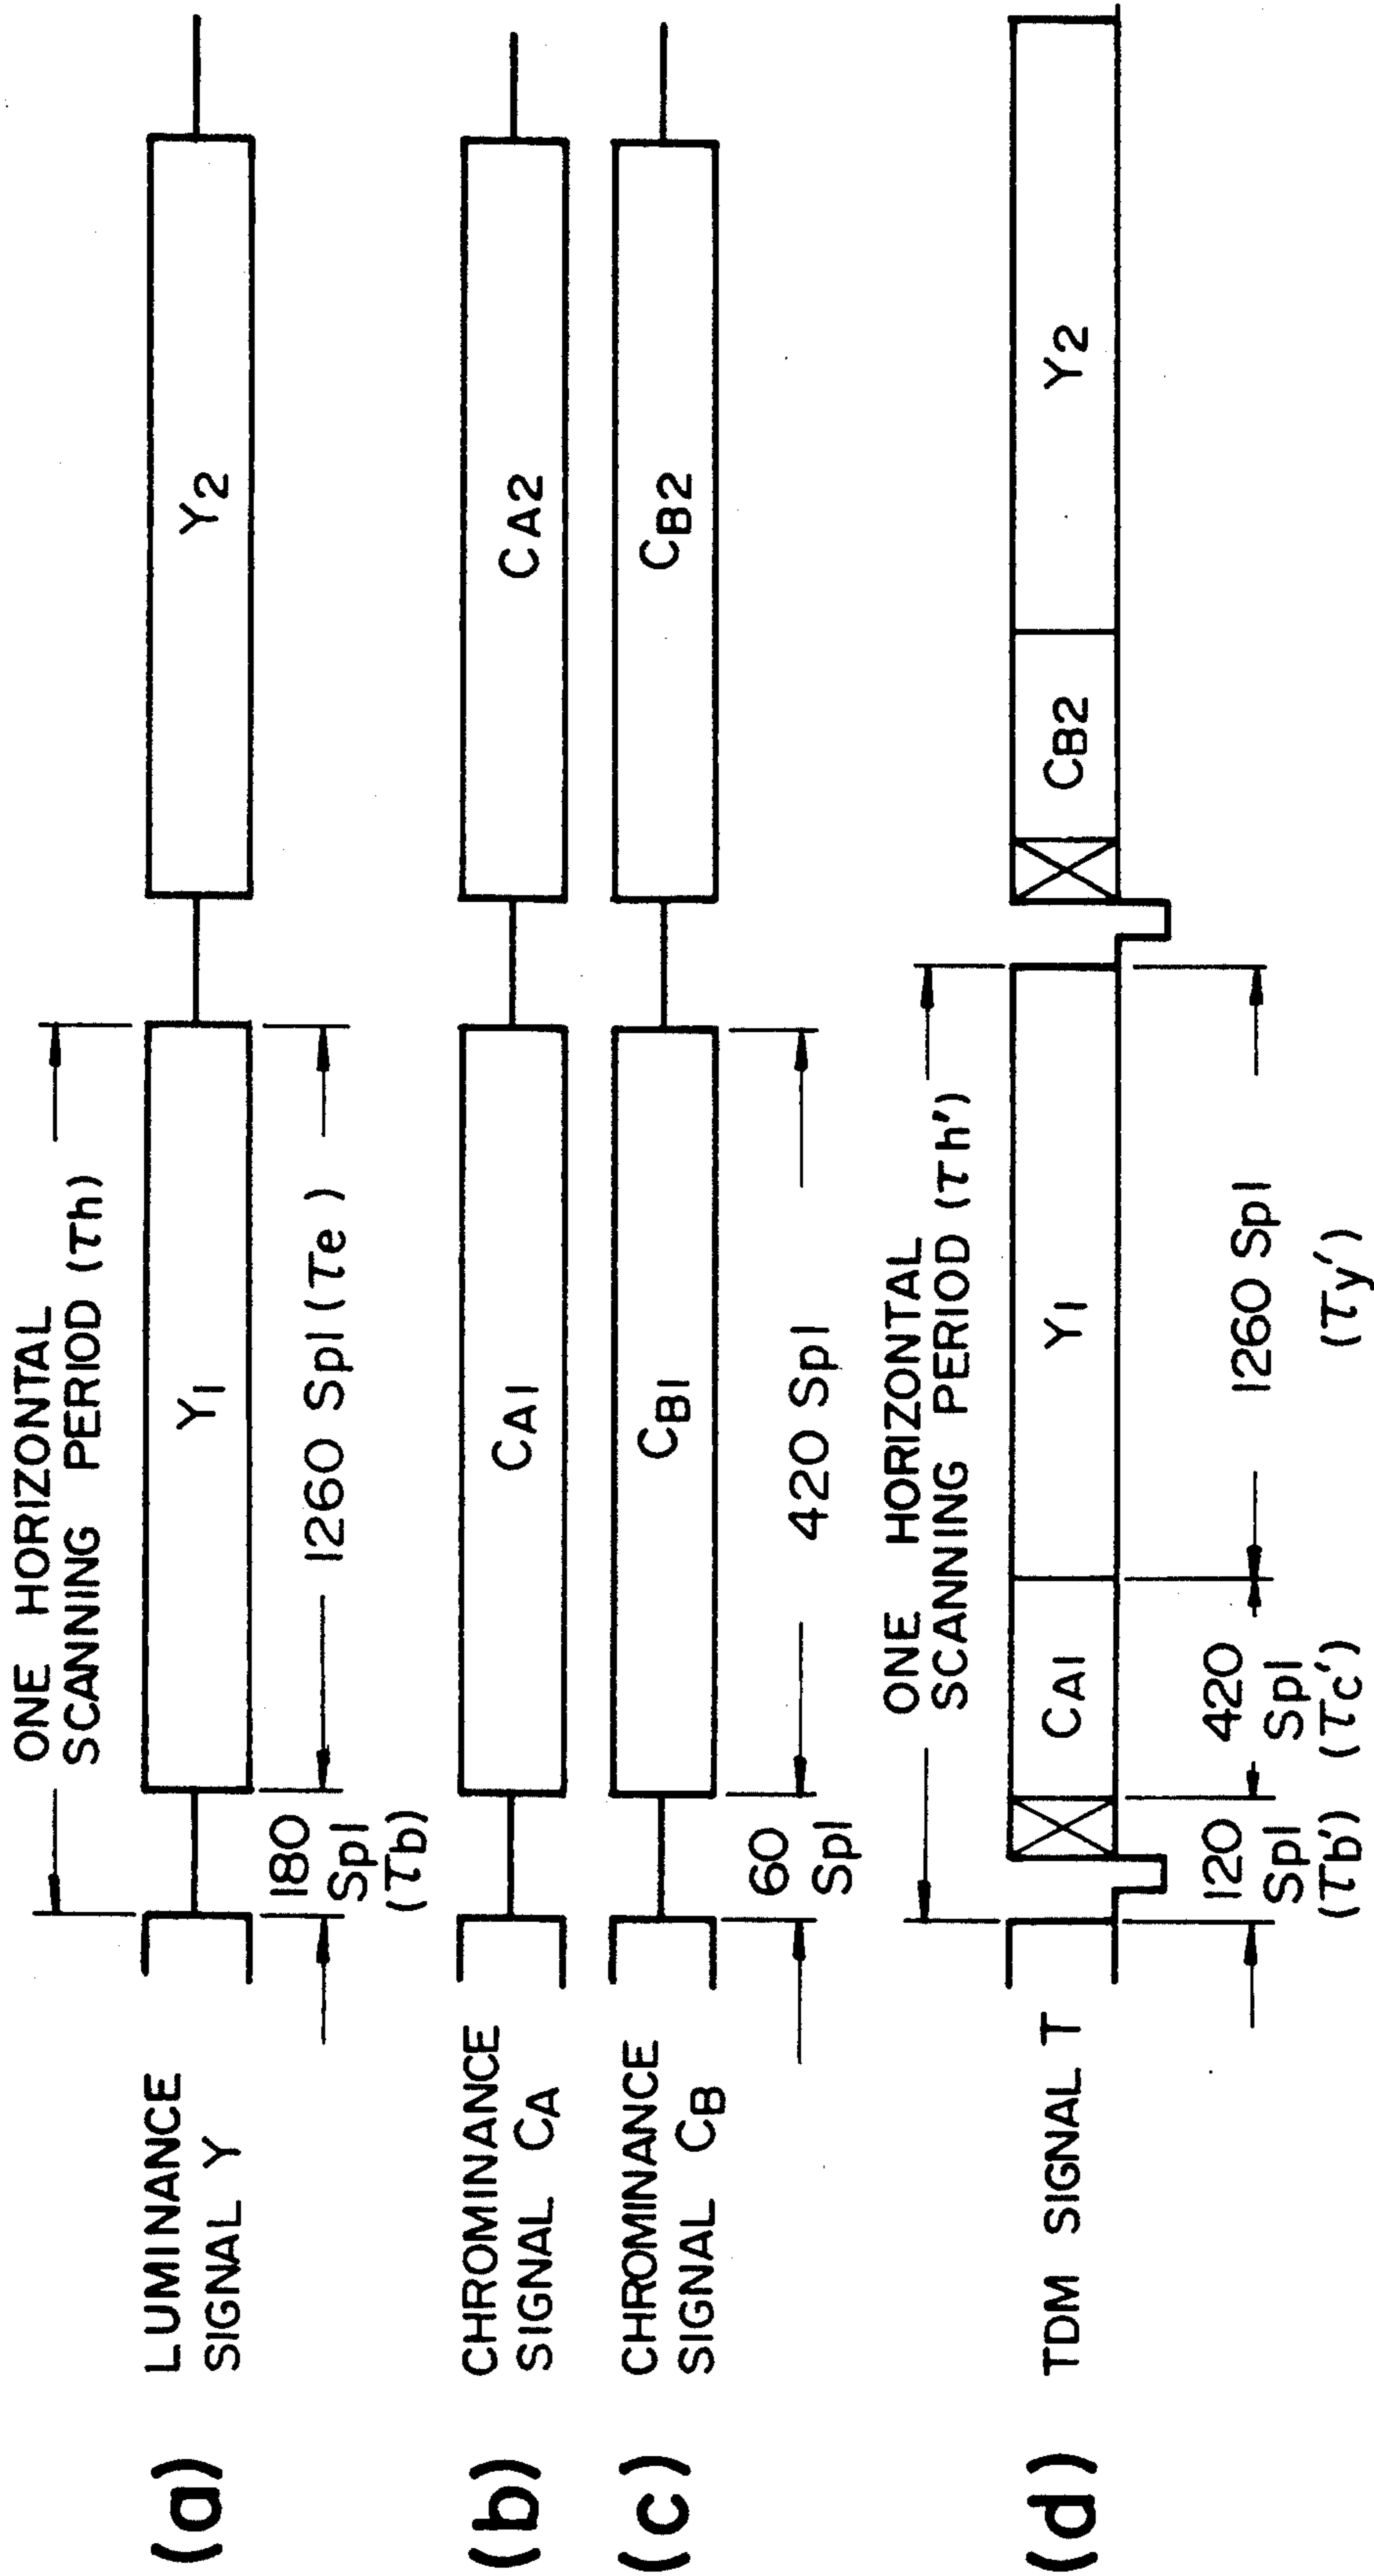 ONE HORIZONTAL
SCANNING PERIOD (τh)
(a) LUMINANCE
SIGNAL Y
Y1
Y2
180
Spl
(τb)
1260 Spl (τe)
(b) CHROMINANCE
SIGNAL CA
CA1
CA2
(c) CHROMINANCE
SIGNAL CB
CB1
CB2
60
Spl
420 Spl
ONE HORIZONTAL
SCANNING PERIOD (τh')
(d) TDM SIGNAL T
CA1
Y1
CB2
Y2
120
Spl
(τb')
420
Spl
(τc')
1260 Spl
(τy')